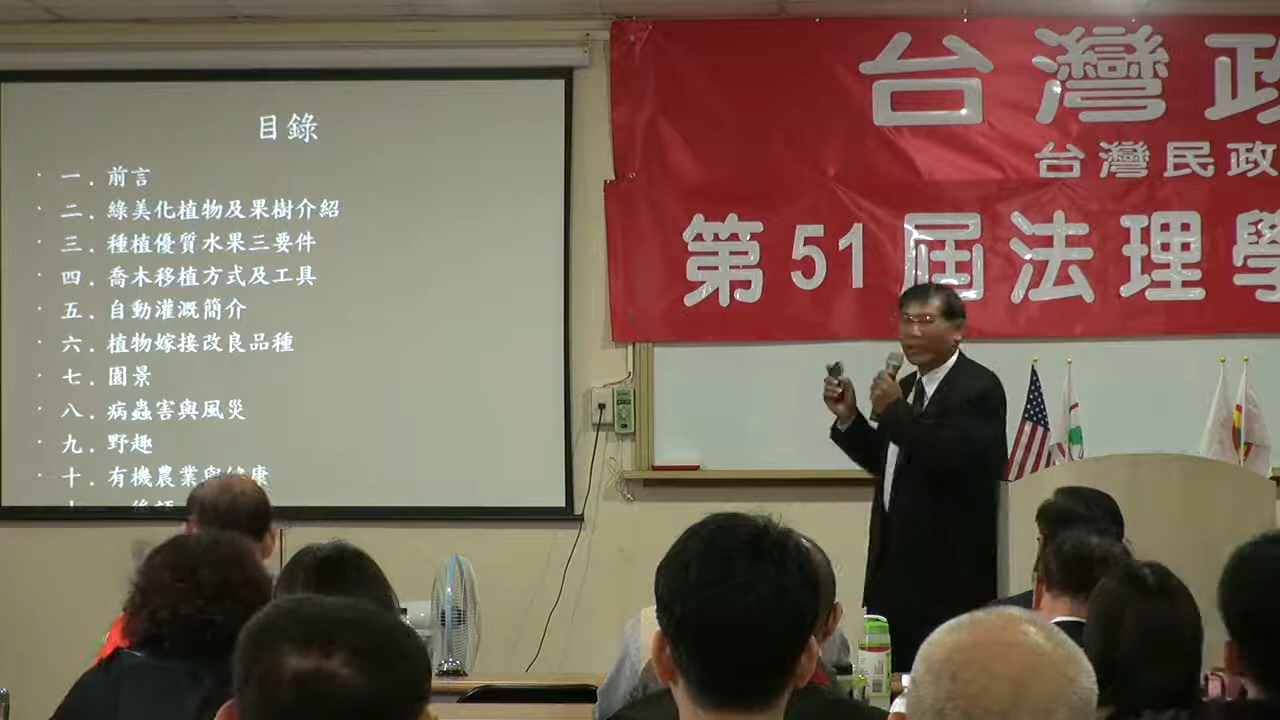 目錄
一. 前言
二. 綠美化植物及果樹介紹
三. 種植優質水果三要件
四. 喬木移植方式及工具
五. 自動灌溉簡介
六. 植物嫁接改良品種
七. 園景
八. 病蟲害與風災
九. 野趣
十. 有機農業與健康
台灣政
台灣民政
第51屆法理學